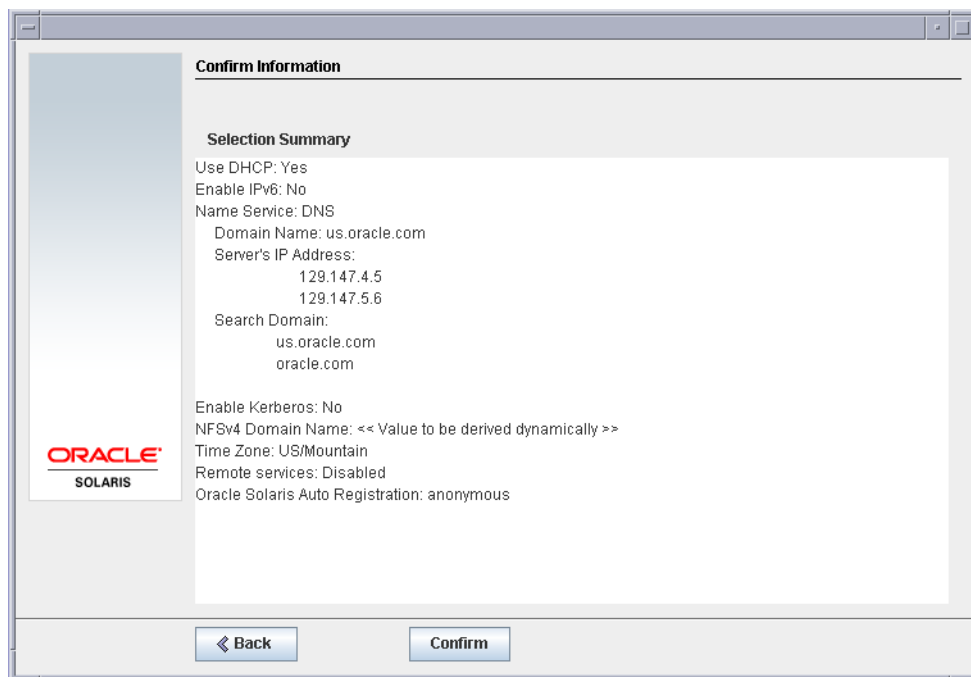 Confirm Information
Selection Summary
Use DHCP: Yes
Enable IPv6: No
Name Service: DNS
Domain Name: us.oracle.com
Server's IP Address:
129.147.4.5
129.147.5.6
Search Domain:
us.oracle.com
oracle.com
Enable Kerberos: No
NFSv4 Domain Name: << Value to be derived dynamically >>
Time Zone: US/Mountain
Remote services: Disabled
Oracle Solaris Auto Registration: anonymous
ORACLE
SOLARIS
Back
Confirm